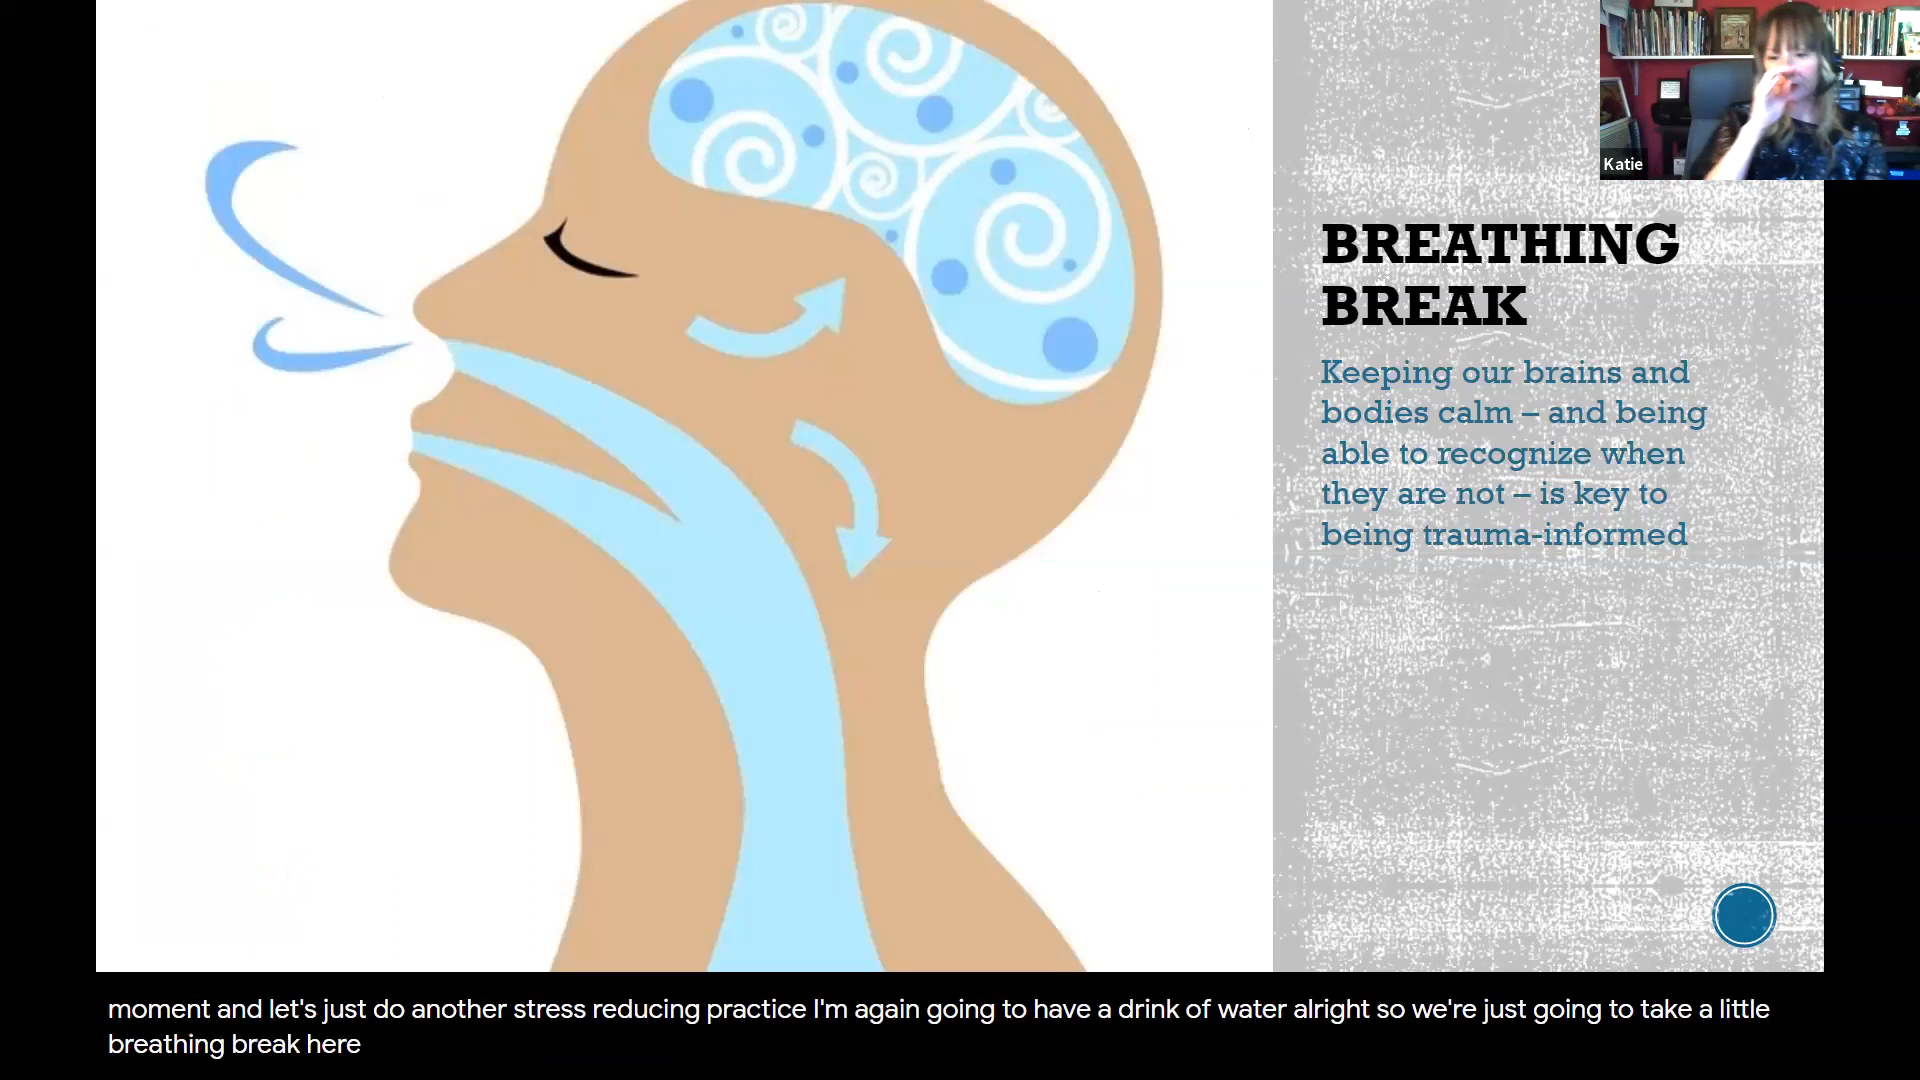 Katie
BREATHING
BREAK
Keeping our brains and
bodies calm – and being
able to recognize when
they are not – is key to
being trauma-informed
moment and let's just do another stress reducing practice I'm again going to have a drink of water alright so we're just going to take a little
breathing break here